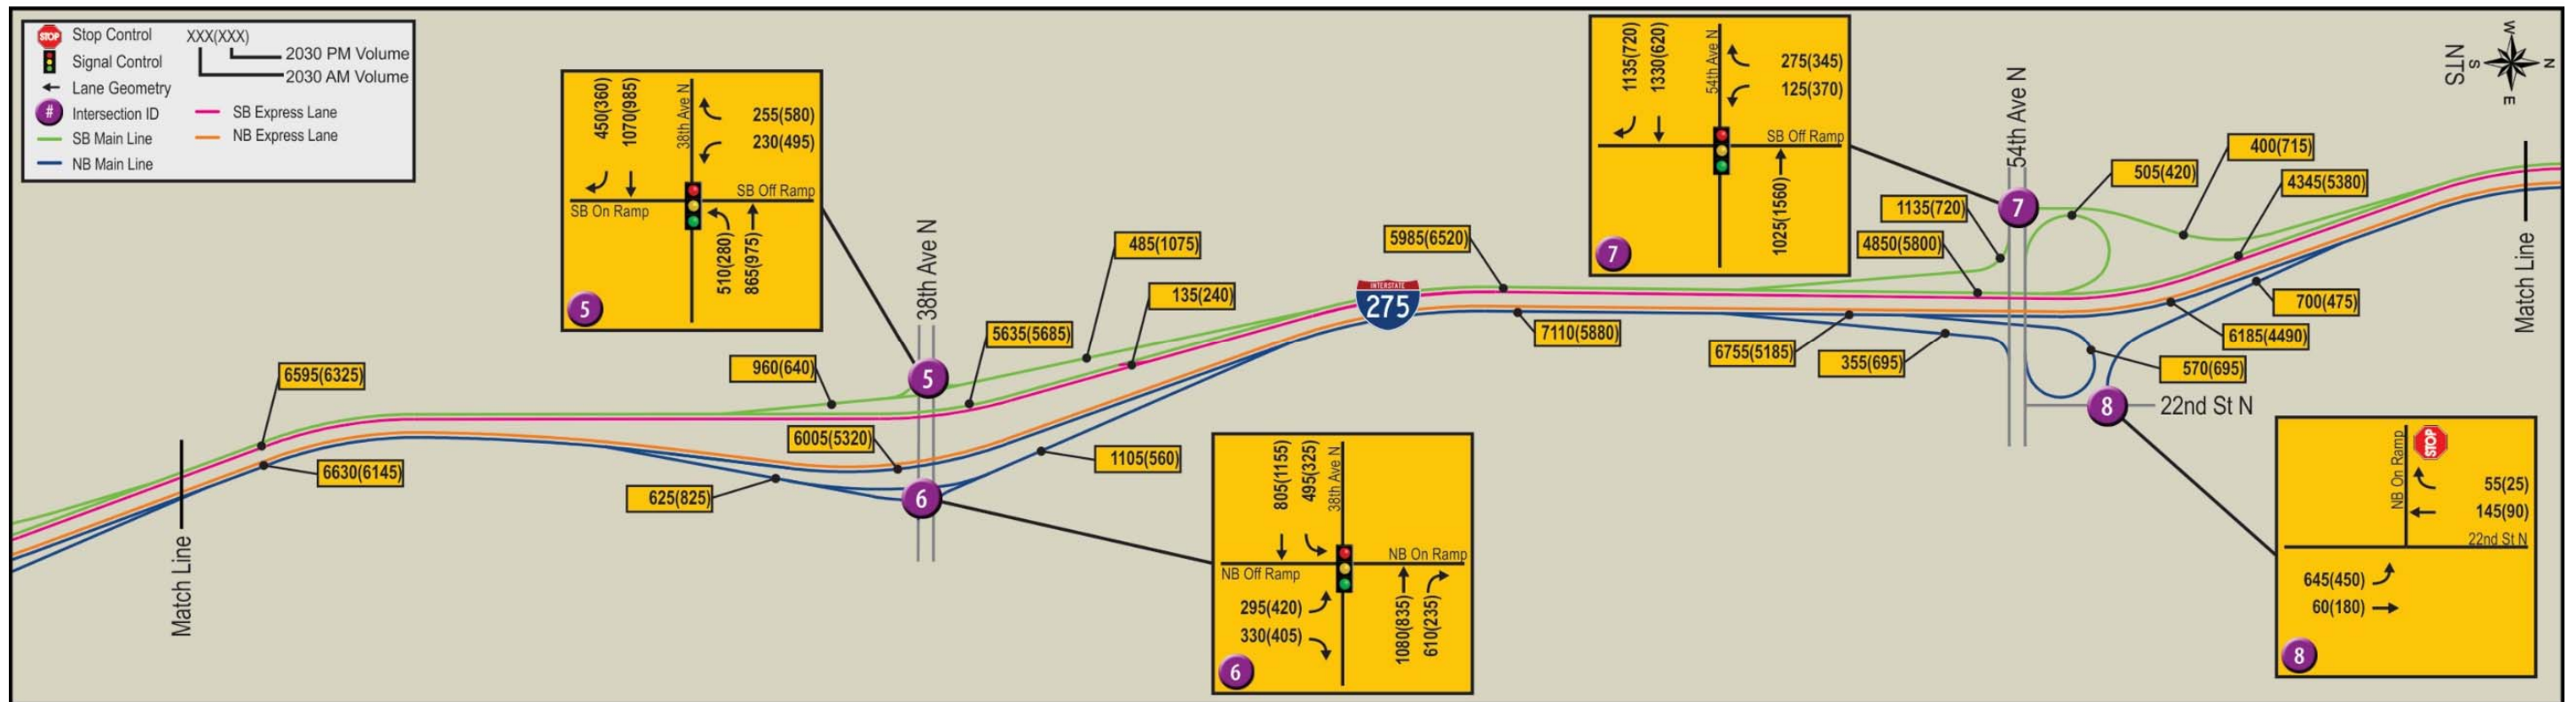 STOP Stop Control
Signal Control
Lane Geometry
# Intersection ID
SB Main Line
NB Main Line
XXX(XXX)
2030 PM Volume
2030 AM Volume
SB Express Lane
NB Express Lane
450(360)
1070(985)
38th Ave N
255(580)
230(495)
SB Off Ramp
SB On Ramp
510(280)
865(975)
5
1135(720)
1330(620)
54th Ave N
275(345)
125(370)
SB Off Ramp
1025(1560)
7
W
S
N
E
NTS
54th Ave N
7
505(420)
400(715)
4345(5380)
1135(720)
4850(5800)
5985(6520)
INTERSTATE
275
485(1075)
135(240)
38th Ave N
5635(5685)
5
960(640)
6595(6325)
6630(6145)
Match Line
6005(5320)
625(825)
6
1105(560)
7110(5880)
6755(5185)
355(695)
570(695)
6185(4490)
700(475)
Match Line
8
22nd St N
805(1155)
495(325)
38th Ave N
NB On Ramp
NB Off Ramp
295(420)
330(405)
1080(835)
610(235)
6
NB On Ramp
STOP
55(25)
145(90)
22nd St N
645(450)
60(180)
8